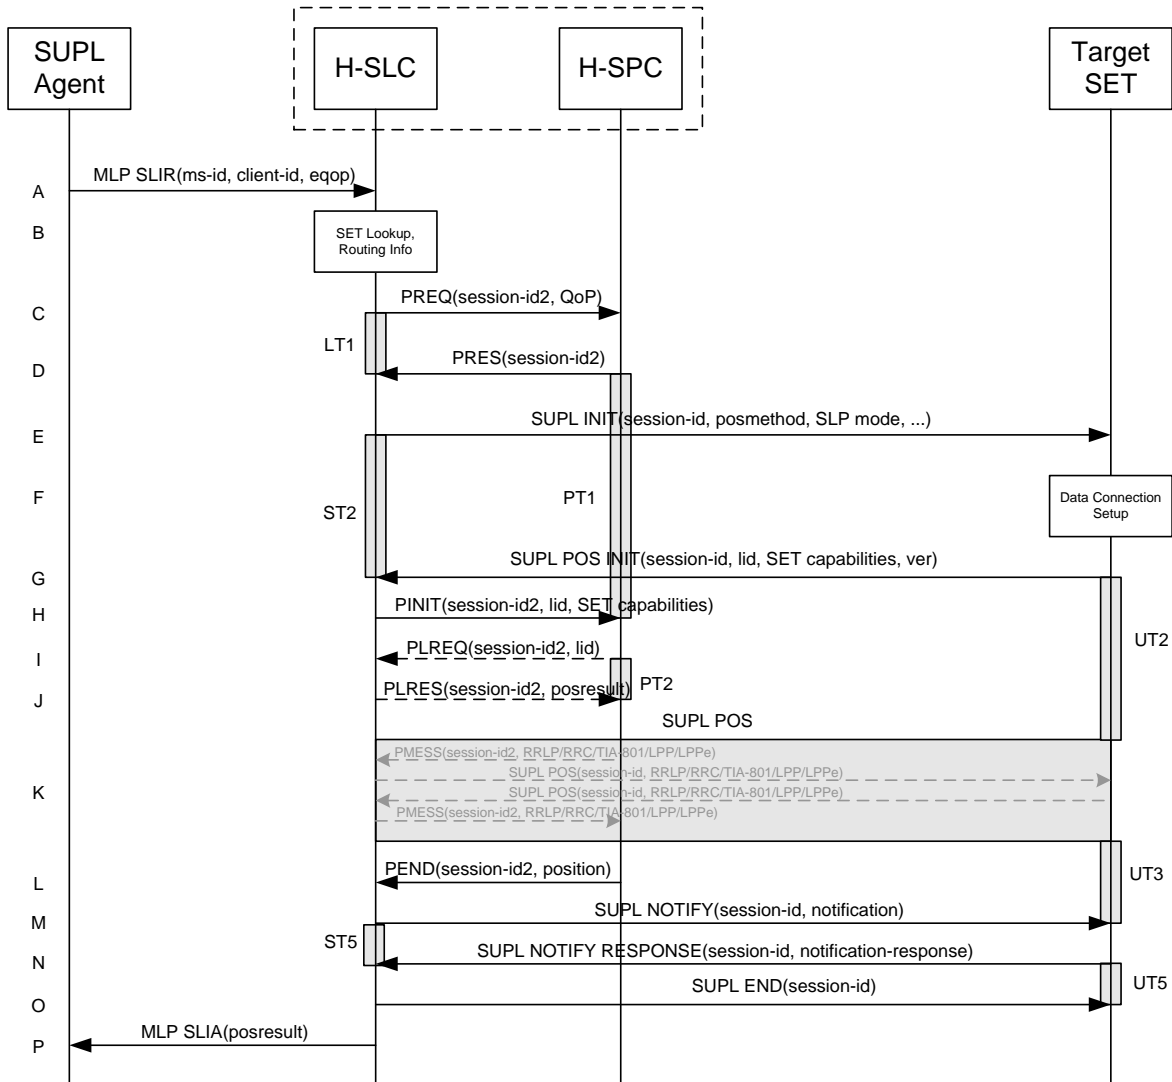 SUPL
Agent
H-SLC
H-SPC
Target
SET
MLP SLIR(ms-id, client-id, eqop)
A
B
SET Lookup,
Routing Info
PREQ(session-id2, QoP)
C
LT1
PRES(session-id2)
D
SUPL INIT(session-id, posmethod, SLP mode, ...)
E
F
ST2
PT1
Data Connection
Setup
SUPL POS INIT(session-id, lid, SET capabilities, ver)
G
PINIT(session-id2, lid, SET capabilities)
H
UT2
PLREQ(session-id2, lid)
I
PT2
PLRES(session-id2, posresult)
J
SUPL POS
PMESS(session-id2, RRLP/RRC/TIA-801/LPP/LPPe)
SUPL POS(session-id, RRLP/RRC/TIA-801/LPP/LPPe)
K
SUPL POS(session-id, RRLP/RRC/TIA-801/LPP/LPPe)
PMESS(session-id2, RRLP/RRC/TIA-801/LPP/LPPe)
PEND(session-id2, position)
L
UT3
SUPL NOTIFY(session-id, notification)
M
ST5
SUPL NOTIFY RESPONSE(session-id, notification-response)
N
UT5
SUPL END(session-id)
O
MLP SLIA(posresult)
P